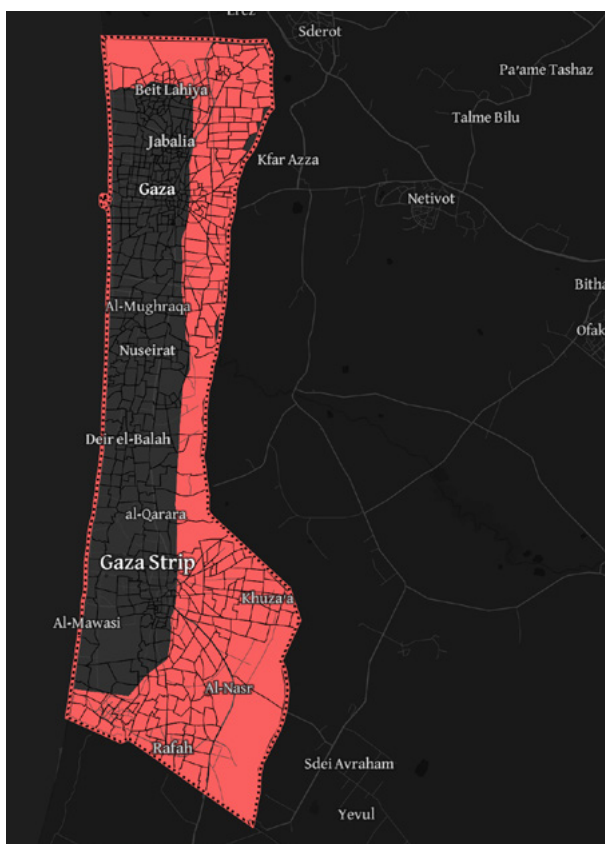 Sderot
Pa'ame Tashaz
Beit Lahiya
Talme Bilu
Jabalia
Kfar Azza
Gaza
Netivot
Bitha
Al-Mughraqa
Ofak
Nuseirat
Deir el-Balah
al-Qarara
Gaza Strip
Khuza'a
Al-Mawasi
Al-Nasr
Rafah
Sdei Avraham
Yevul